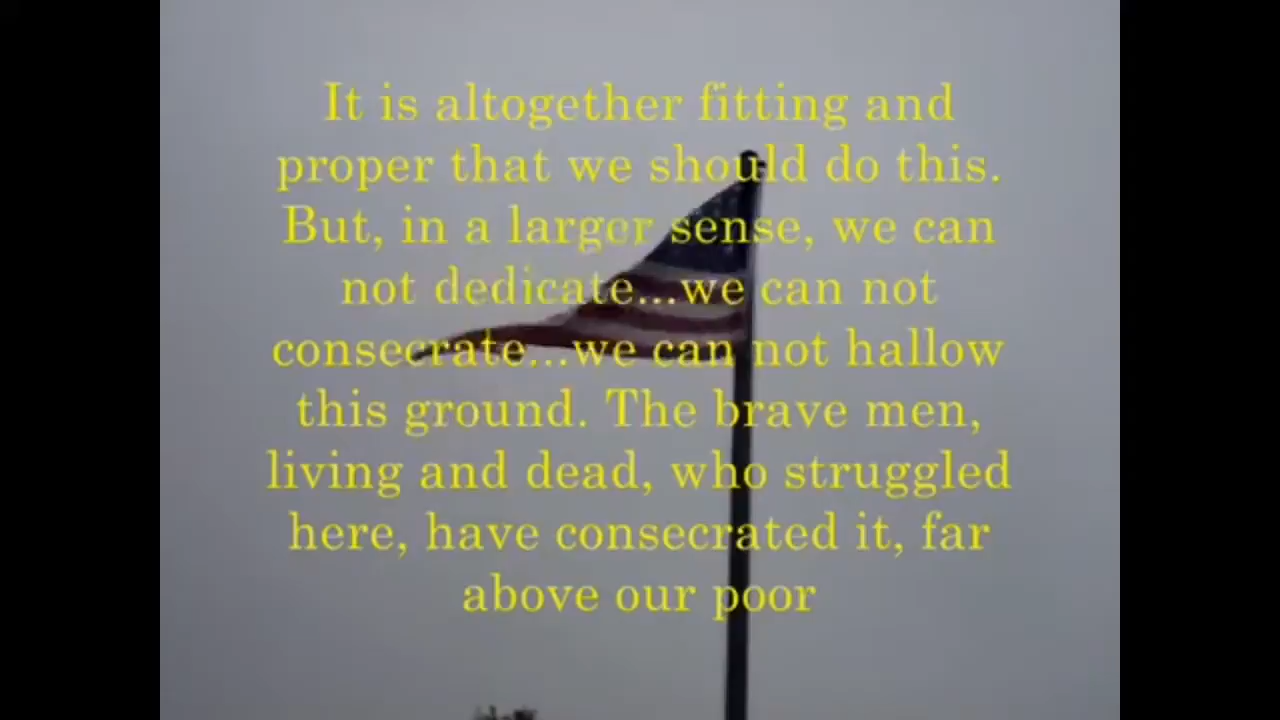 It is altogether fitting and
proper that we should do this.
But, in a larger sense, we can
not dedicate...we can not
consecrate...we can not hallow
this ground. The brave men,
living and dead, who struggled
here, have consecrated it, far
above our poor